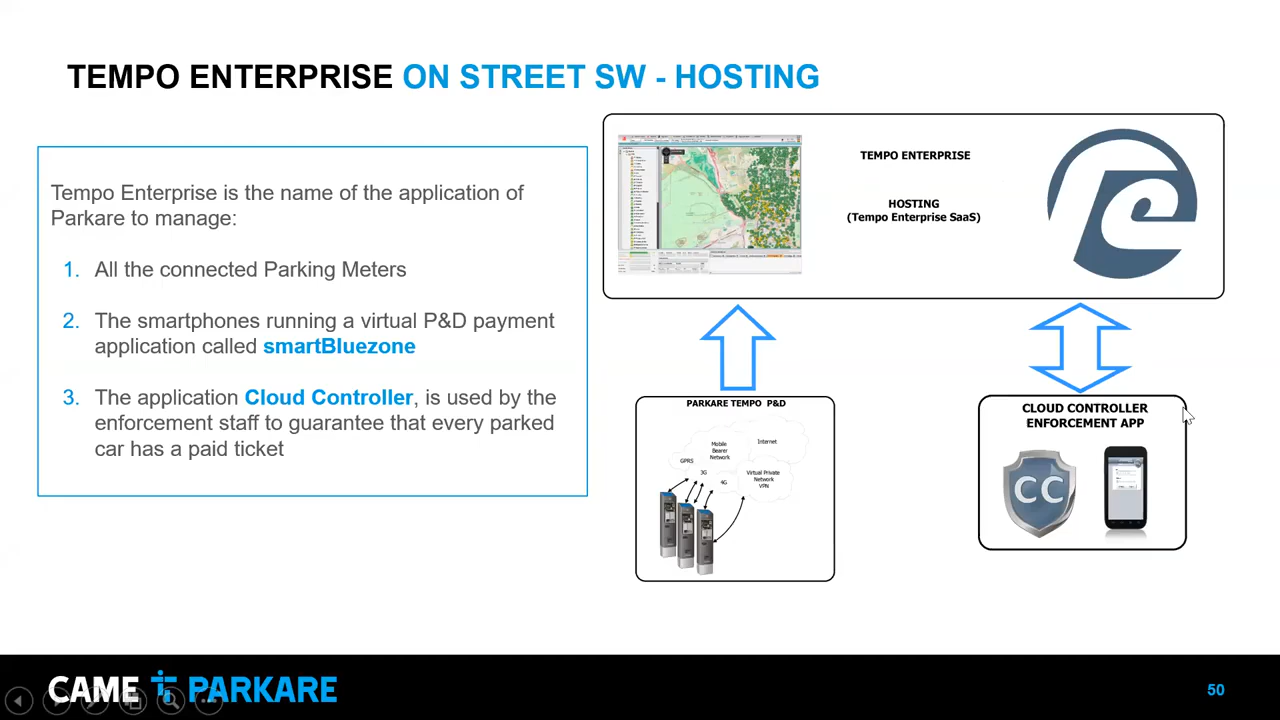 TEMPO ENTERPRISE ON STREET SW - HOSTING
Tempo Enterprise is the name of the application of
Parkare to manage:
1. All the connected Parking Meters
2. The smartphones running a virtual P&D payment
application called smartBluezone
3. The application Cloud Controller, is used by the
enforcement staff to guarantee that every parked
car has a paid ticket
TEMPO ENTERPRISE
HOSTING
(Tempo Enterprise SaaS)
PARKARE TEMPO P&D
Mobile
Bearer
Network
Internet
GPRS
3G
4G
Virtual Private
Network
VPN
CLOUD CONTROLLER
ENFORCEMENT APP
CC
CAME PARKARE
50